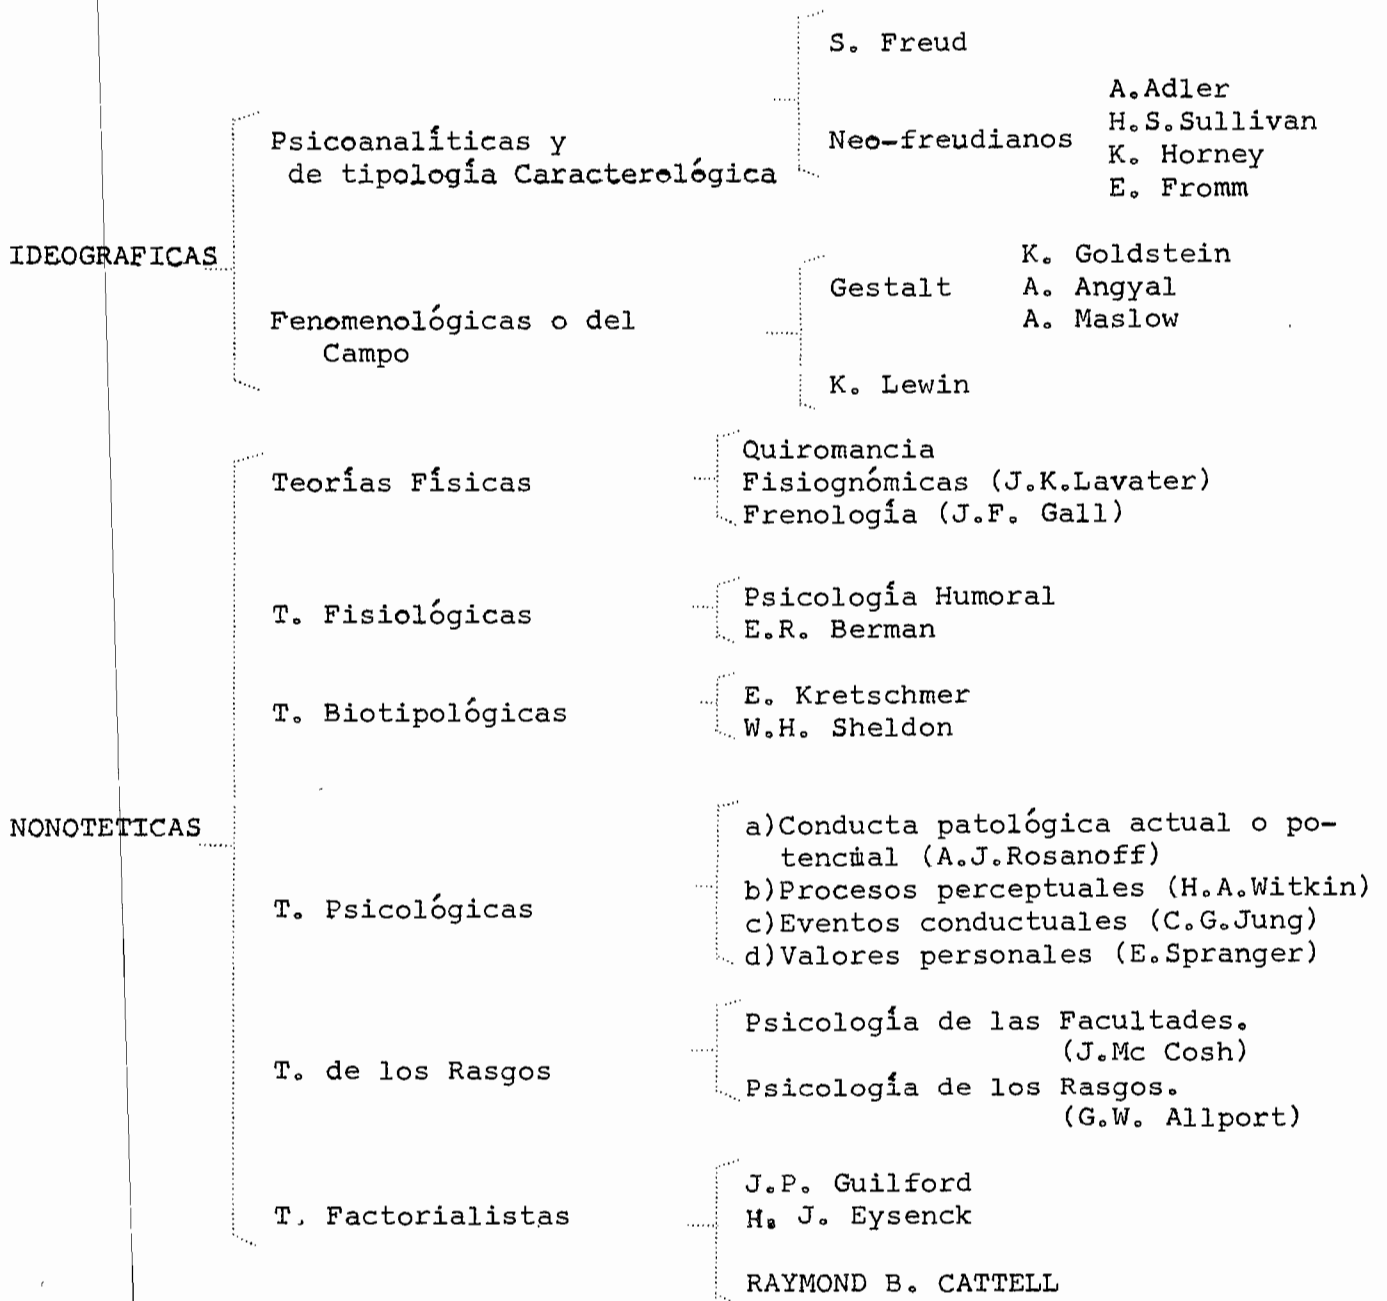 S. Freud
A.Adler
H.S.Sullivan
Neo-freudianos
K. Horney
E. Fromm
Psicoanalíticas y
de tipología Caracterológica
IDEOGRAFICAS
K. Goldstein
Gestalt
A. Angyal
A. Maslow
Fenomenológicas o del
Campo
K. Lewin
Teorías Físicas
Quiromancia
Fisiognómicas (J.K.Lavater)
Frenología (J.F. Gall)
T. Fisiológicas
Psicología Humoral
E.R. Berman
T. Biotipológicas
E. Kretschmer
W.H. Sheldon
NONOTETICAS
T. Psicológicas
a)Conducta patológica actual o po-
tencial (A.J.Rosanoff)
b)Procesos perceptuales (H.A.Witkin)
c)Eventos conductuales (C.G.Jung)
d)Valores personales (E.Spranger)
T. de los Rasgos
Psicología de las Facultades.
(J.Mc Cosh)
Psicología de los Rasgos.
(G.W. Allport)
T. Factorialistas
J.P. Guilford
H. J. Eysenck
RAYMOND B. CATTELL